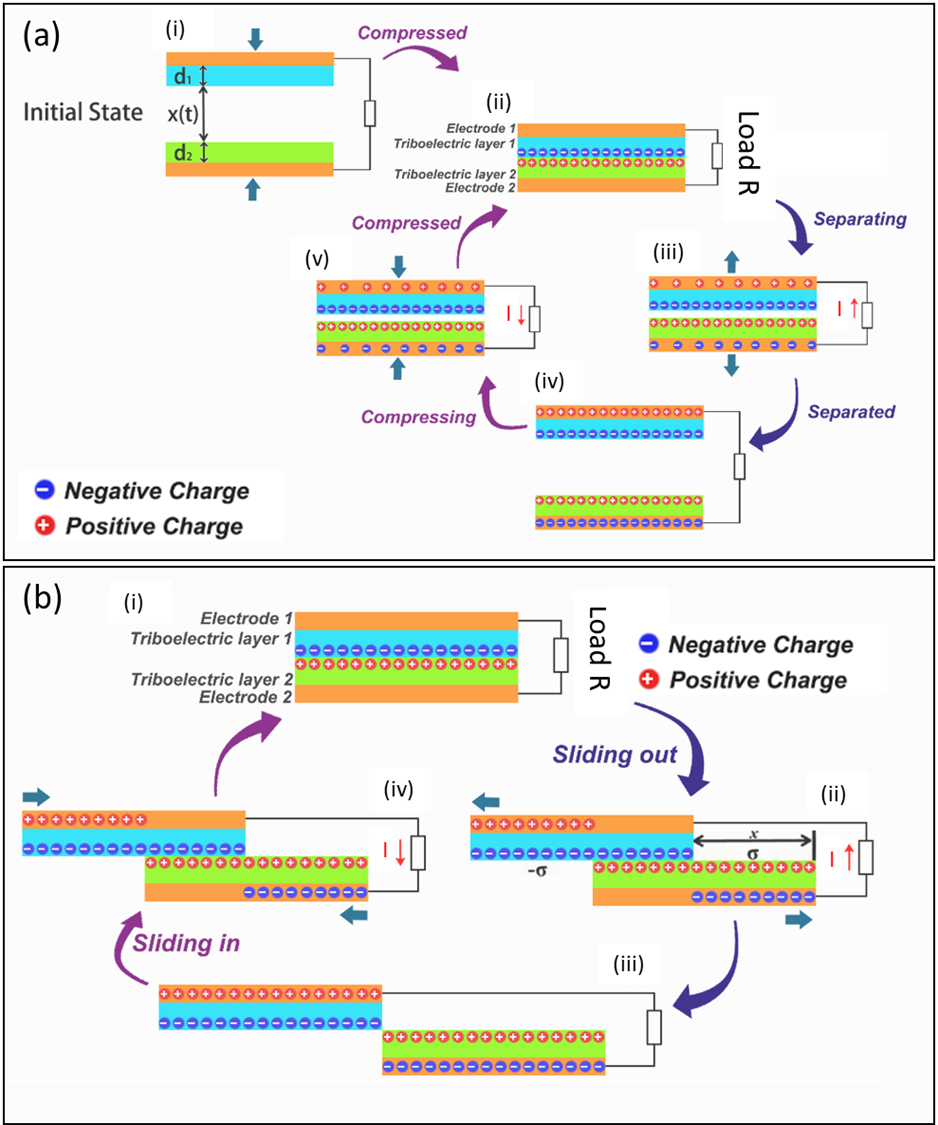 (a)
(i)
Compressed
d₁
Initial State
x(t)
d₂
(ii)
Electrode 1
Triboelectric layer 1
Triboelectric layer 2
Electrode 2
Load R
Compressed
Separating
(v)
I
(iii)
I
(iv)
Compressing
Separated
Negative Charge
Positive Charge
(b)
(i)
Electrode 1
Triboelectric layer 1
Triboelectric layer 2
Electrode 2
Load R
Negative Charge
Positive Charge
Sliding out
(iv)
I
(ii)
x
σ
-σ
I
Sliding in
(iii)